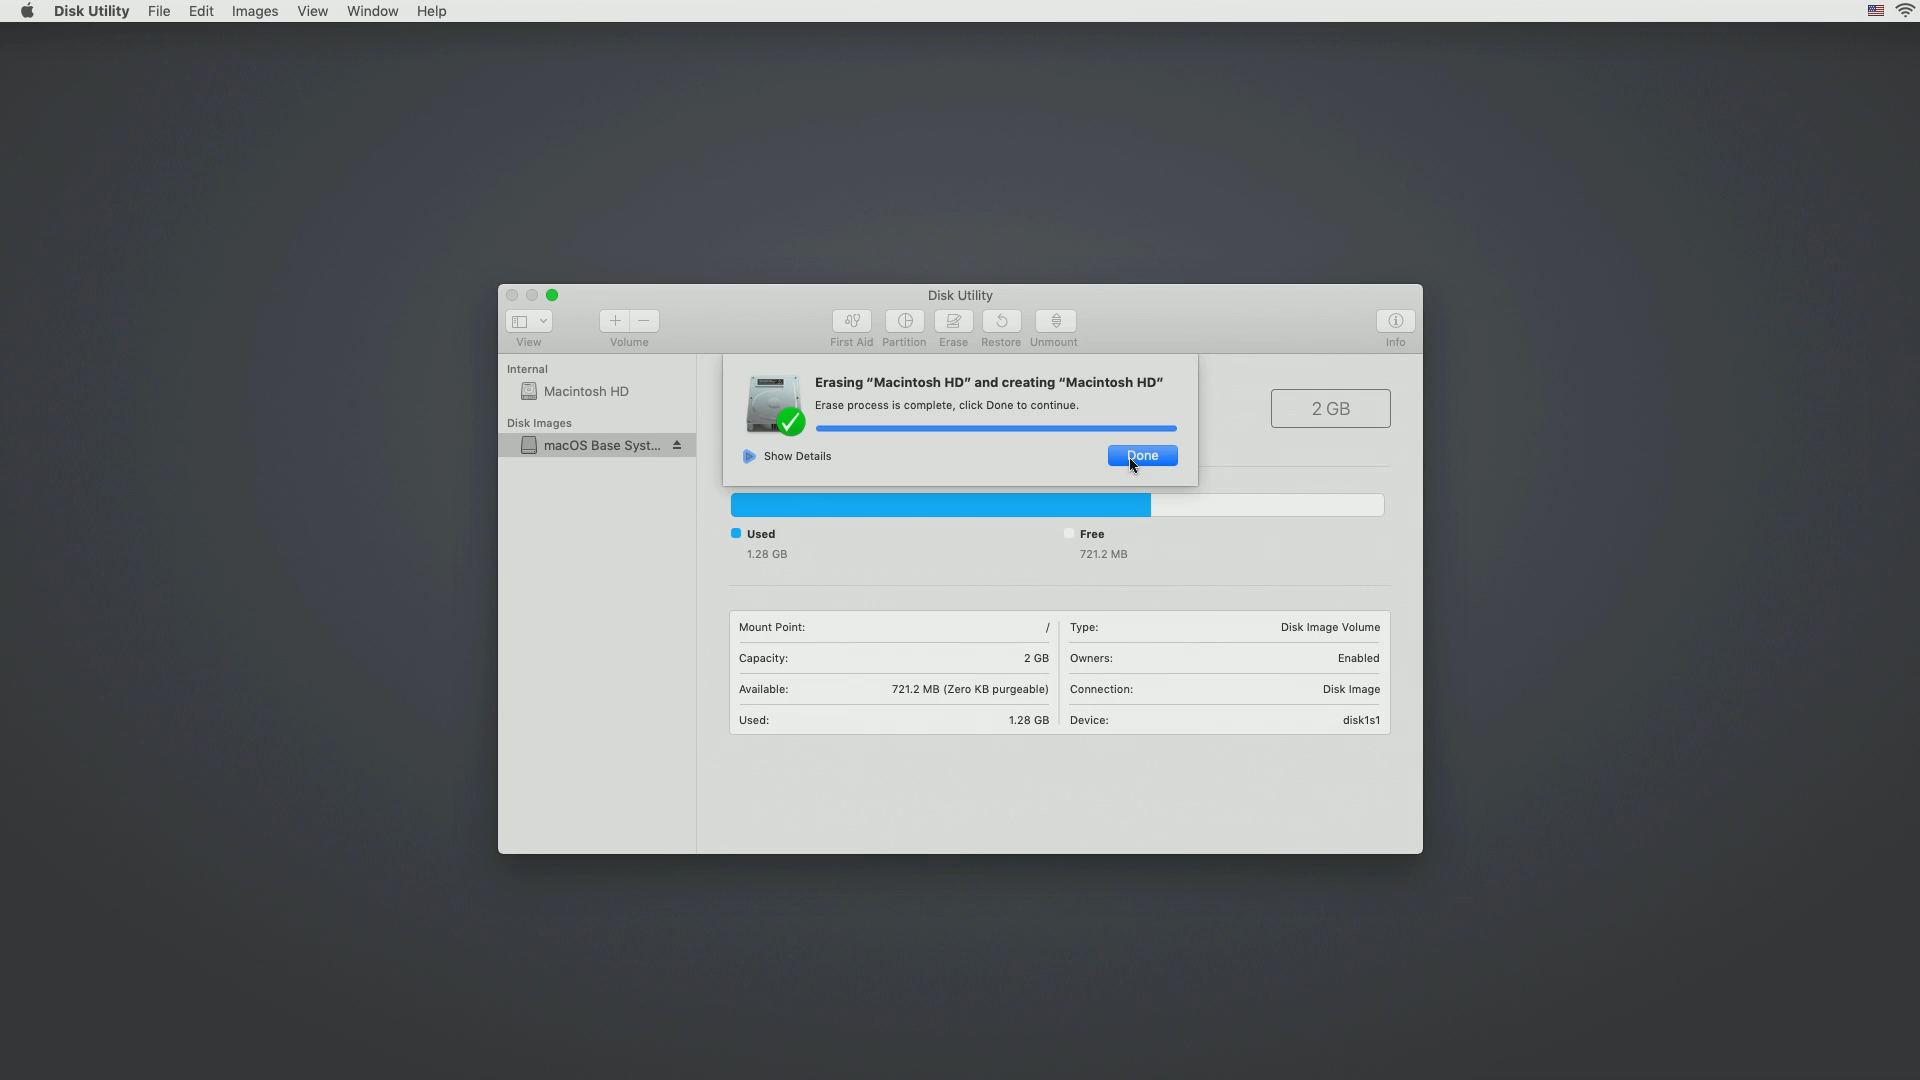 Disk Utility File Edit Images View Window Help
Disk Utility
View Volume First Aid Partition Erase Restore Unmount Info
Internal
Macintosh HD
Disk Images
macOS Base Syst...
Erasing “Macintosh HD” and creating “Macintosh HD”
Erase process is complete, click Done to continue.
Show Details Done
2 GB
Used Free
1.28 GB 721.2 MB
Mount Point: / Type: Disk Image Volume
Capacity: 2 GB Owners: Enabled
Available: 721.2 MB (Zero KB purgeable) Connection: Disk Image
Used: 1.28 GB Device: disk1s1